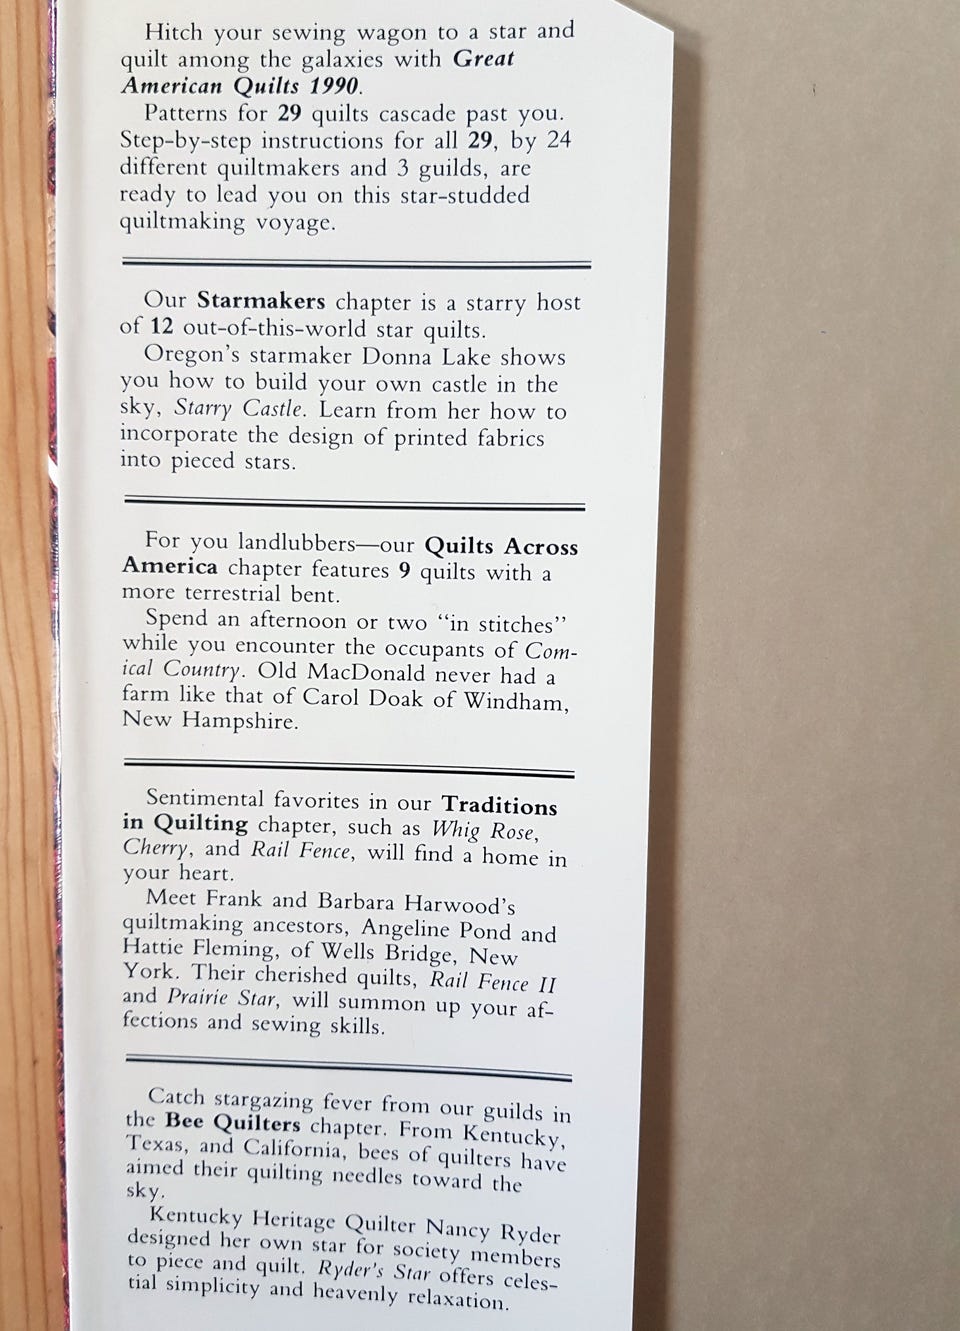 Hitch your sewing wagon to a star and
quilt among the galaxies with Great
American Quilts 1990.
Patterns for 29 quilts cascade past you.
Step-by-step instructions for all 29, by 24
different quiltmakers and 3 guilds, are
ready to lead you on this star-studded
quiltmaking voyage.
Our Starmakers chapter is a starry host
of 12 out-of-this-world star quilts.
Oregon's starmaker Donna Lake shows
you how to build your own castle in the
sky, Starry Castle. Learn from her how to
incorporate the design of printed fabrics
into pieced stars.
For you landlubbers—our Quilts Across
America chapter features 9 quilts with a
more terrestrial bent.
Spend an afternoon or two "in stitches"
while you encounter the occupants of Com-
ical Country. Old MacDonald never had a
farm like that of Carol Doak of Windham,
New Hampshire.
Sentimental favorites in our Traditions
in Quilting chapter, such as Whig Rose,
Cherry, and Rail Fence, will find a home in
your heart.
Meet Frank and Barbara Harwood's
quiltmaking ancestors, Angeline Pond and
Hattie Fleming, of Wells Bridge, New
York. Their cherished quilts, Rail Fence II
and Prairie Star, will summon up your af-
fections and sewing skills.
Catch stargazing fever from our guilds in
the Bee Quilters chapter. From Kentucky,
Texas, and California, bees of quilters have
aimed their quilting needles toward the
sky.
Kentucky Heritage Quilter Nancy Ryder
designed her own star for society members
to piece and quilt. Ryder's Star offers celes-
tial simplicity and heavenly relaxation.